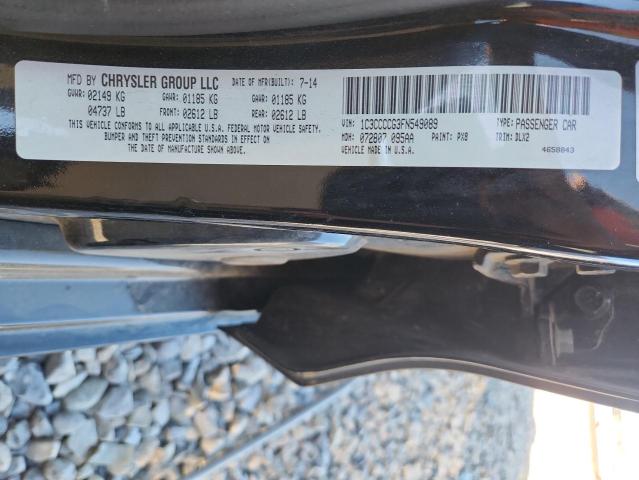 MFD BY CHRYSLER GROUP LLC DATE OF MFR(BUILT): 7-14
GVWR: 02149 KG GAWR: 01185 KG GAWR: 01185 KG
04737 LB FRONT: 02612 LB REAR: 02612 LB
THIS VEHICLE CONFORMS TO ALL APPLICABLE U.S.A. FEDERAL MOTOR VEHICLE SAFETY,
BUMPER AND THEFT PREVENTION STANDARDS IN EFFECT ON
THE DATE OF MANUFACTURE SHOWN ABOVE.
VIN: 1C3CCCCG3FN549089 TYPE: PASSENGER CAR
MDH: 072807 095AA PAINT: PX8 TRIM: DLX2
VEHICLE MADE IN U.S.A. 4658843